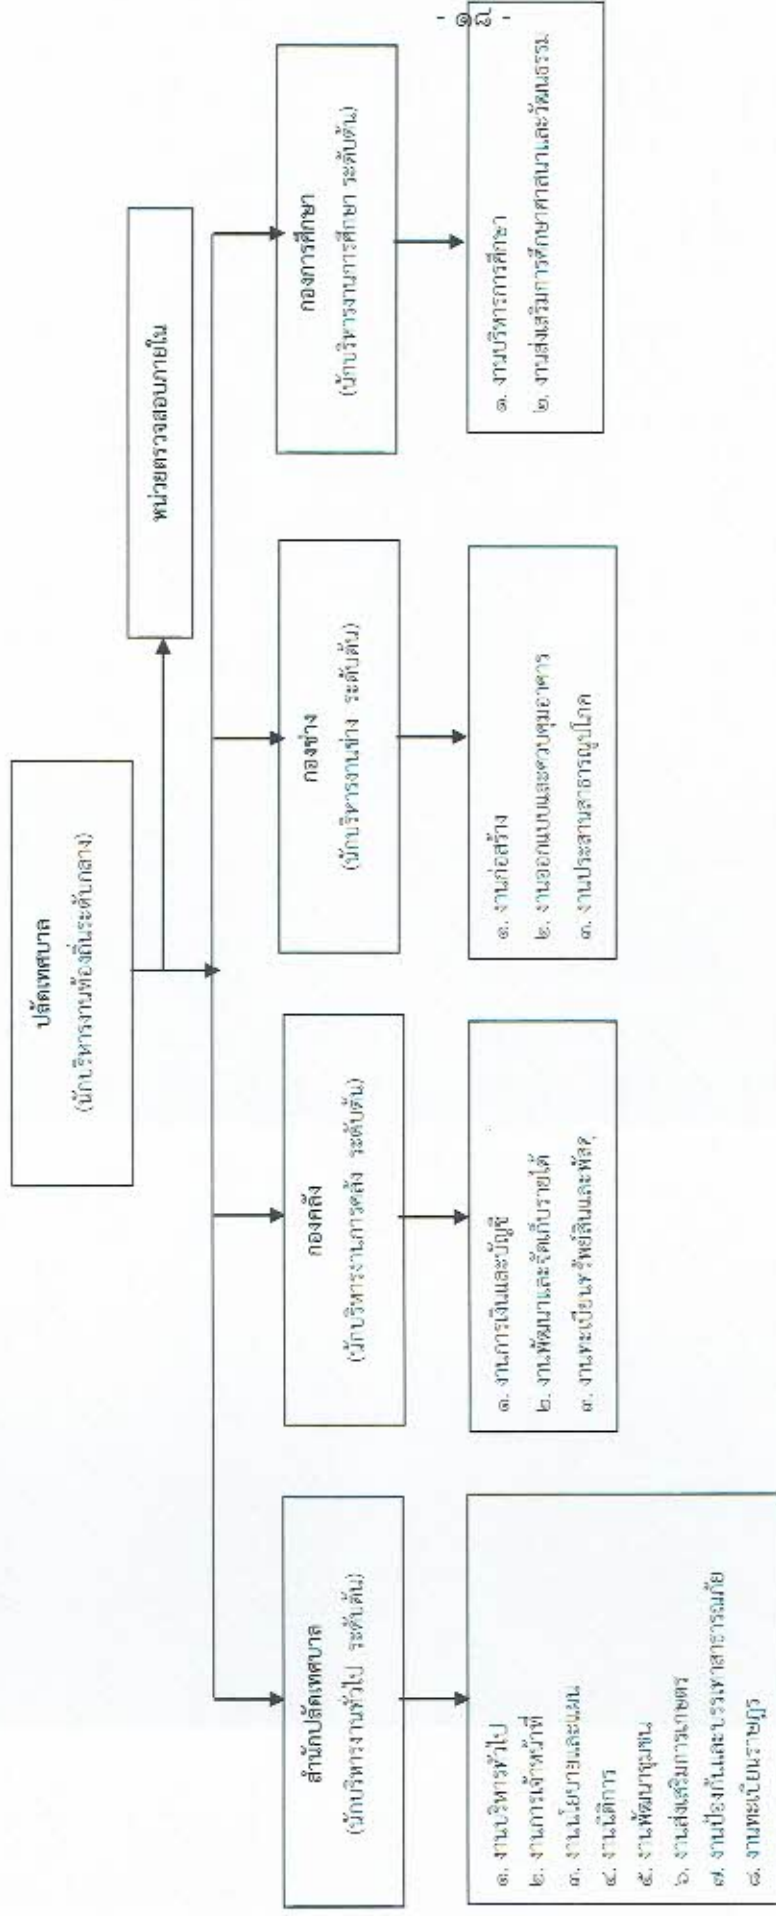 - ๑๘ -
ปลัดเทศบาล
(นักบริหารงานท้องถิ่นระดับกลาง)
หน่วยตรวจสอบภายใน
สำนักปลัดเทศบาล
(นักบริหารงานทั่วไป ระดับต้น)
กองคลัง
(นักบริหารงานการคลัง ระดับต้น)
กองช่าง
(นักบริหารงานช่าง ระดับต้น)
กองการศึกษา
(นักบริหารงานการศึกษา ระดับต้น)
๑. งานบริหารทั่วไป
๒. งานการเจ้าหน้าที่
๓. งานนโยบายและแผน
๔. งานนิติการ
๕. งานพัฒนาชุมชน
๖. งานส่งเสริมการเกษตร
๗. งานป้องกันและบรรเทาสาธารณภัย
๘. งานทะเบียนราษฎร
๑. งานการเงินและบัญชี
๒. งานพัฒนาและจัดเก็บรายได้
๓. งานทะเบียนทรัพย์สินและพัสดุ
๑. งานก่อสร้าง
๒. งานออกแบบและควบคุมอาคาร
๓. งานประสานสาธารณูปโภค
๑. งานบริหารการศึกษา
๒. งานส่งเสริมการศึกษาศาสนาและวัฒนธรรม